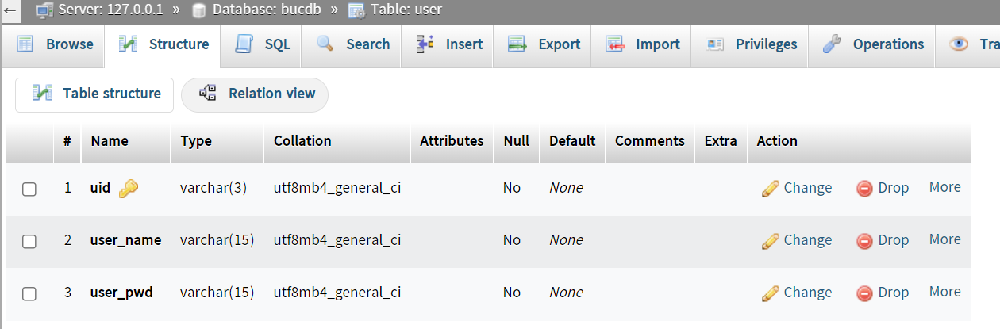 ← Server: 127.0.0.1 » Database: bucdb » Table: user
Browse Structure SQL Search Insert Export Import Privileges Operations Tra
Table structure Relation view
# Name Type Collation Attributes Null Default Comments Extra Action
1 uid varchar(3) utf8mb4_general_ci No None Change Drop More
2 user_name varchar(15) utf8mb4_general_ci No None Change Drop More
3 user_pwd varchar(15) utf8mb4_general_ci No None Change Drop More